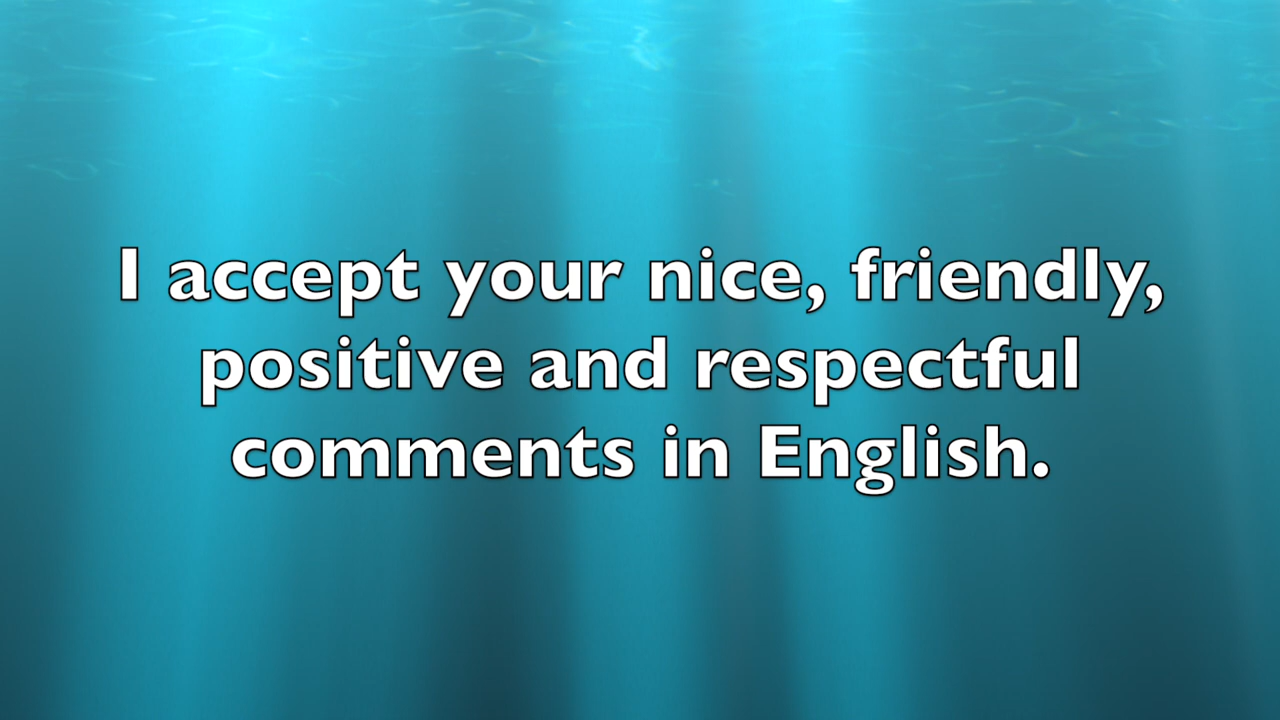 I accept your nice, friendly,
positive and respectful
comments in English.